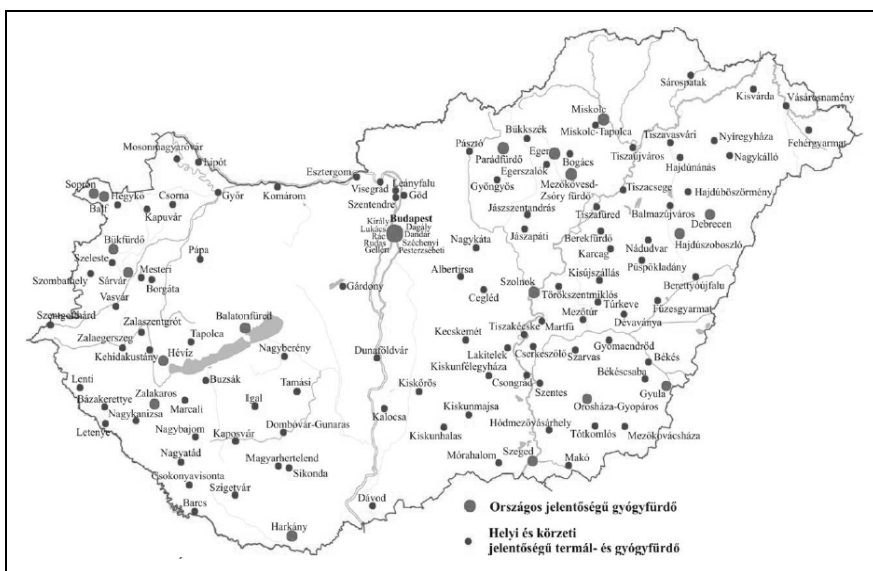 Sárospatak
Kisvárda
Vásárosnamény
Miskolc
Miskolc-Tapolca
Bükkszék
Pásztó
Eger
Parádfürdő
Egerszalók
Bogács
Mezőkövesd-
Zsóry fürdő
Gyöngyös
Tiszaújváros
Tiszavasvári
Nyíregyháza
Fehérgyarmat
Hajdúnánás
Nagykálló
Mosonmagyaróvár
Lipót
Sopron
Hegykő
Balf
Csorna
Kapuvár
Győr
Komárom
Esztergom
Visegrád
Leányfalu
Göd
Szentendre
Budapest
Király
Lukács
Rác
Rudas
Gellért
Dagály
Dandár
Széchenyi
Pesterzsébeti
Jászszentandrás
Tiszacsege
Hajdúböszörmény
Tiszafüred
Balmazújváros
Debrecen
Jászapáti
Berekfürdő
Nádudvar
Hajdúszoboszló
Karcag
Püspökladány
Nagykáta
Bükfürdő
Szeleste
Pápa
Szombathely
Sárvár
Mesteri
Borgáta
Vasvár
Albertirsa
Cegléd
Szolnok
Kisújszállás
Törökszentmiklós
Berettyóújfalu
Gárdony
Túrkeve
Füzesgyarmat
Mezőtúr
Dévaványa
Szentgotthárd
Zalaszentgrót
Balatonfüred
Zalaegerszeg
Tapolca
Kehidakustány
Hévíz
Nagyberény
Dunaföldvár
Kecskemét
Tiszakécske
Martfű
Lakitelek
Cserkeszőlő
Szarvas
Gyomaendrőd
Békés
Kiskunfélegyháza
Békéscsaba
Lenti
Buzsák
Tamási
Kiskőrös
Csongrád
Szentes
Gyula
Bázakerettye
Zalakaros
Marcali
Igal
Nagykanizsa
Orosháza-Gyopáros
Letenye
Kalocsa
Kiskunmajsa
Nagybajom
Kaposvár
Dombóvár-Gunaras
Kiskunhalas
Hódmezővásárhely
Tótkomlós
Mezőkovácsháza
Nagyatád
Magyarhertelend
Sikonda
Mórahalom
Szeged
Makó
Csokonyavisonta
Szigetvár
Barcs
Dávod
Harkány
Országos jelentőségű gyógyfürdő
Helyi és körzeti
jelentőségű termál- és gyógyfürdő